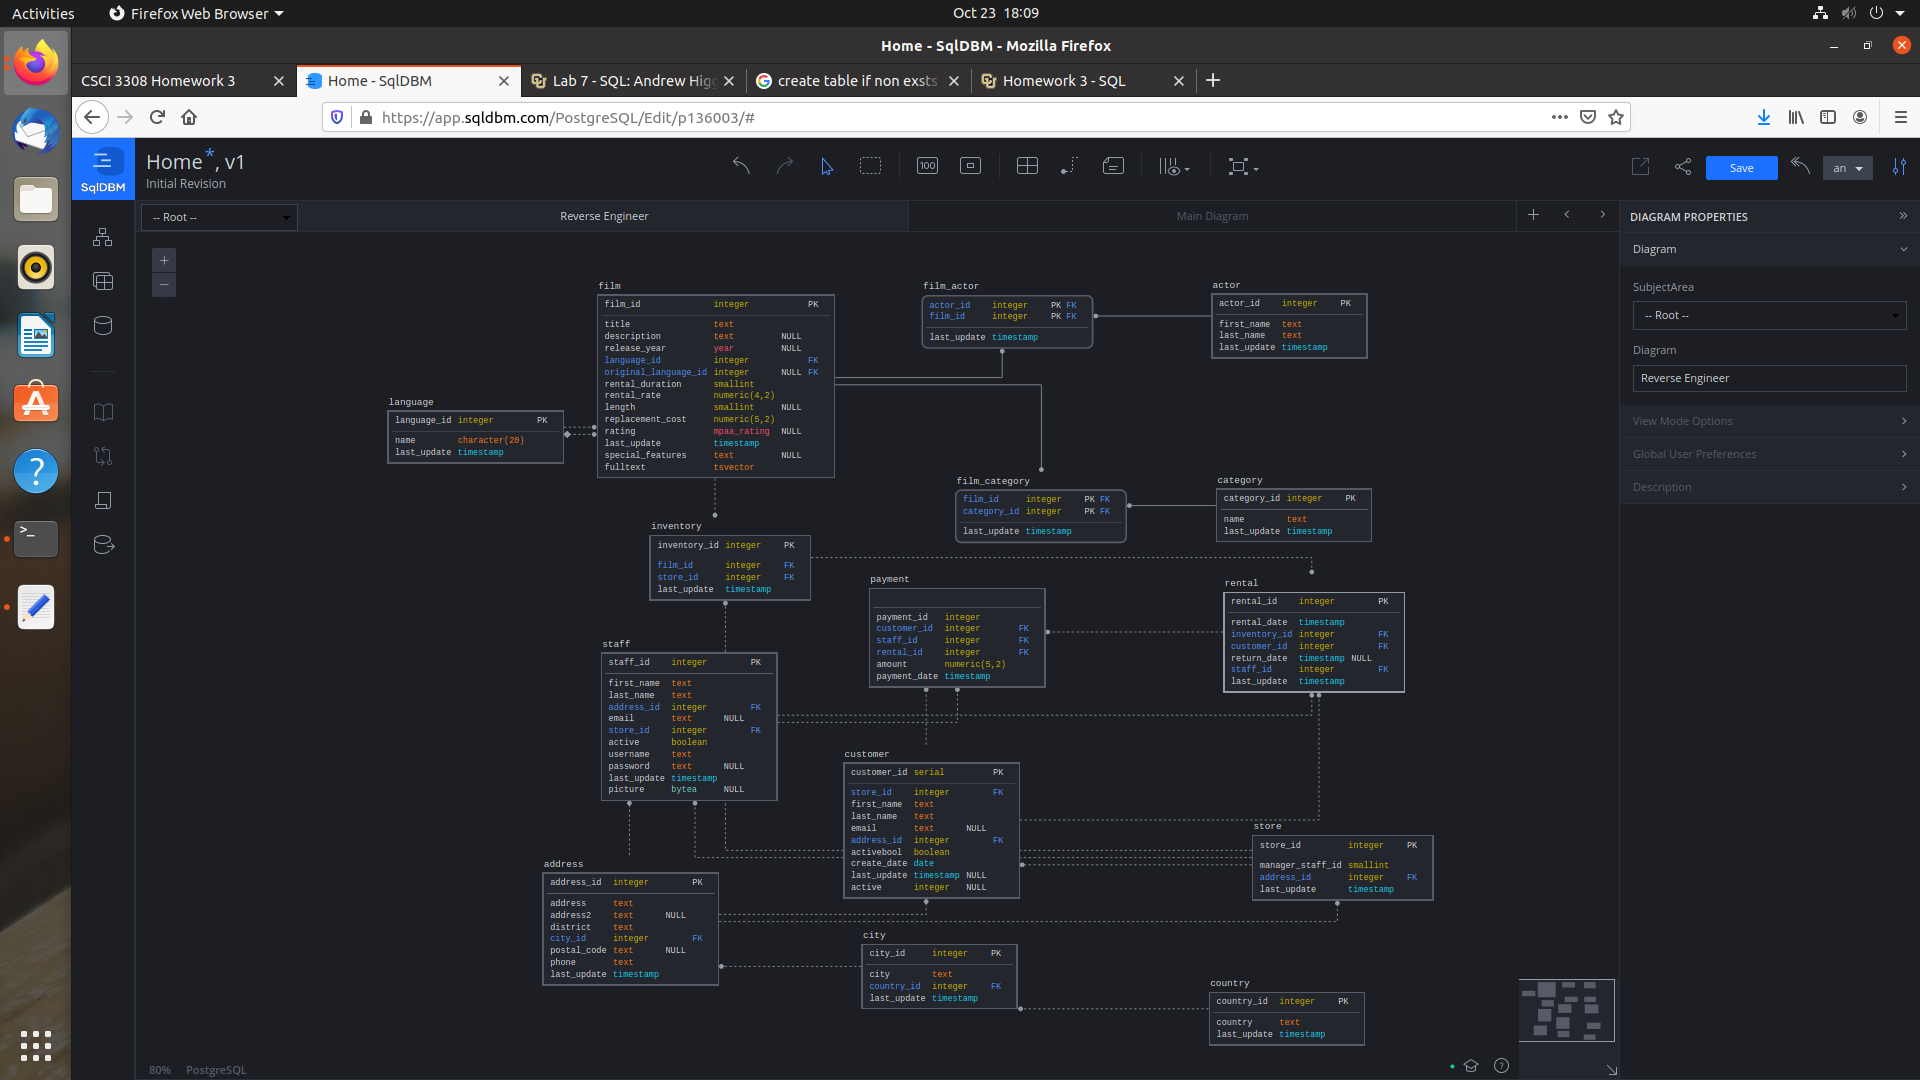 Activities
Firefox Web Browser
Oct 23 18:09
Home - SqlDBM - Mozilla Firefox
CSCI 3308 Homework 3
Home - SqlDBM
Lab 7 - SQL: Andrew Hig
create table if non exsts
Homework 3 - SQL
https://app.sqldbm.com/PostgreSQL/Edit/p136003/#
SqlDBM
Home*, v1
Initial Revision
100
Save
an
-- Root --
Reverse Engineer
Main Diagram
DIAGRAM PROPERTIES
Diagram
SubjectArea
-- Root --
Diagram
Reverse Engineer
View Mode Options
Global User Preferences
Description
film
film_id integer PK
title text
description text NULL
release_year year NULL
language_id integer FK
original_language_id integer NULL FK
rental_duration smallint
rental_rate numeric(4,2)
length smallint NULL
replacement_cost numeric(5,2)
rating mpaa_rating NULL
last_update timestamp
special_features text NULL
fulltext tsvector
film_actor
actor_id integer PK FK
film_id integer PK FK
last_update timestamp
actor
actor_id integer PK
first_name text
last_name text
last_update timestamp
language
language_id integer PK
name character(20)
last_update timestamp
film_category
film_id integer PK FK
category_id integer PK FK
last_update timestamp
category
category_id integer PK
name text
last_update timestamp
inventory
inventory_id integer PK
film_id integer FK
store_id integer FK
last_update timestamp
payment
payment_id integer
customer_id integer FK
staff_id integer FK
rental_id integer FK
amount numeric(5,2)
payment_date timestamp
rental
rental_id integer PK
rental_date timestamp
inventory_id integer FK
customer_id integer FK
return_date timestamp NULL
staff_id integer FK
last_update timestamp
staff
staff_id integer PK
first_name text
last_name text
address_id integer FK
email text NULL
store_id integer FK
active boolean
username text
password text NULL
last_update timestamp
picture bytea NULL
customer
customer_id serial PK
store_id integer FK
first_name text
last_name text
email text NULL
address_id integer FK
activebool boolean
create_date date
last_update timestamp NULL
active integer NULL
store
store_id integer PK
manager_staff_id smallint
address_id integer FK
last_update timestamp
address
address_id integer PK
address text
address2 text NULL
district text
city_id integer FK
postal_code text NULL
phone text
last_update timestamp
city
city_id integer PK
city text
country_id integer FK
last_update timestamp
country
country_id integer PK
country text
last_update timestamp
80% PostgreSQL